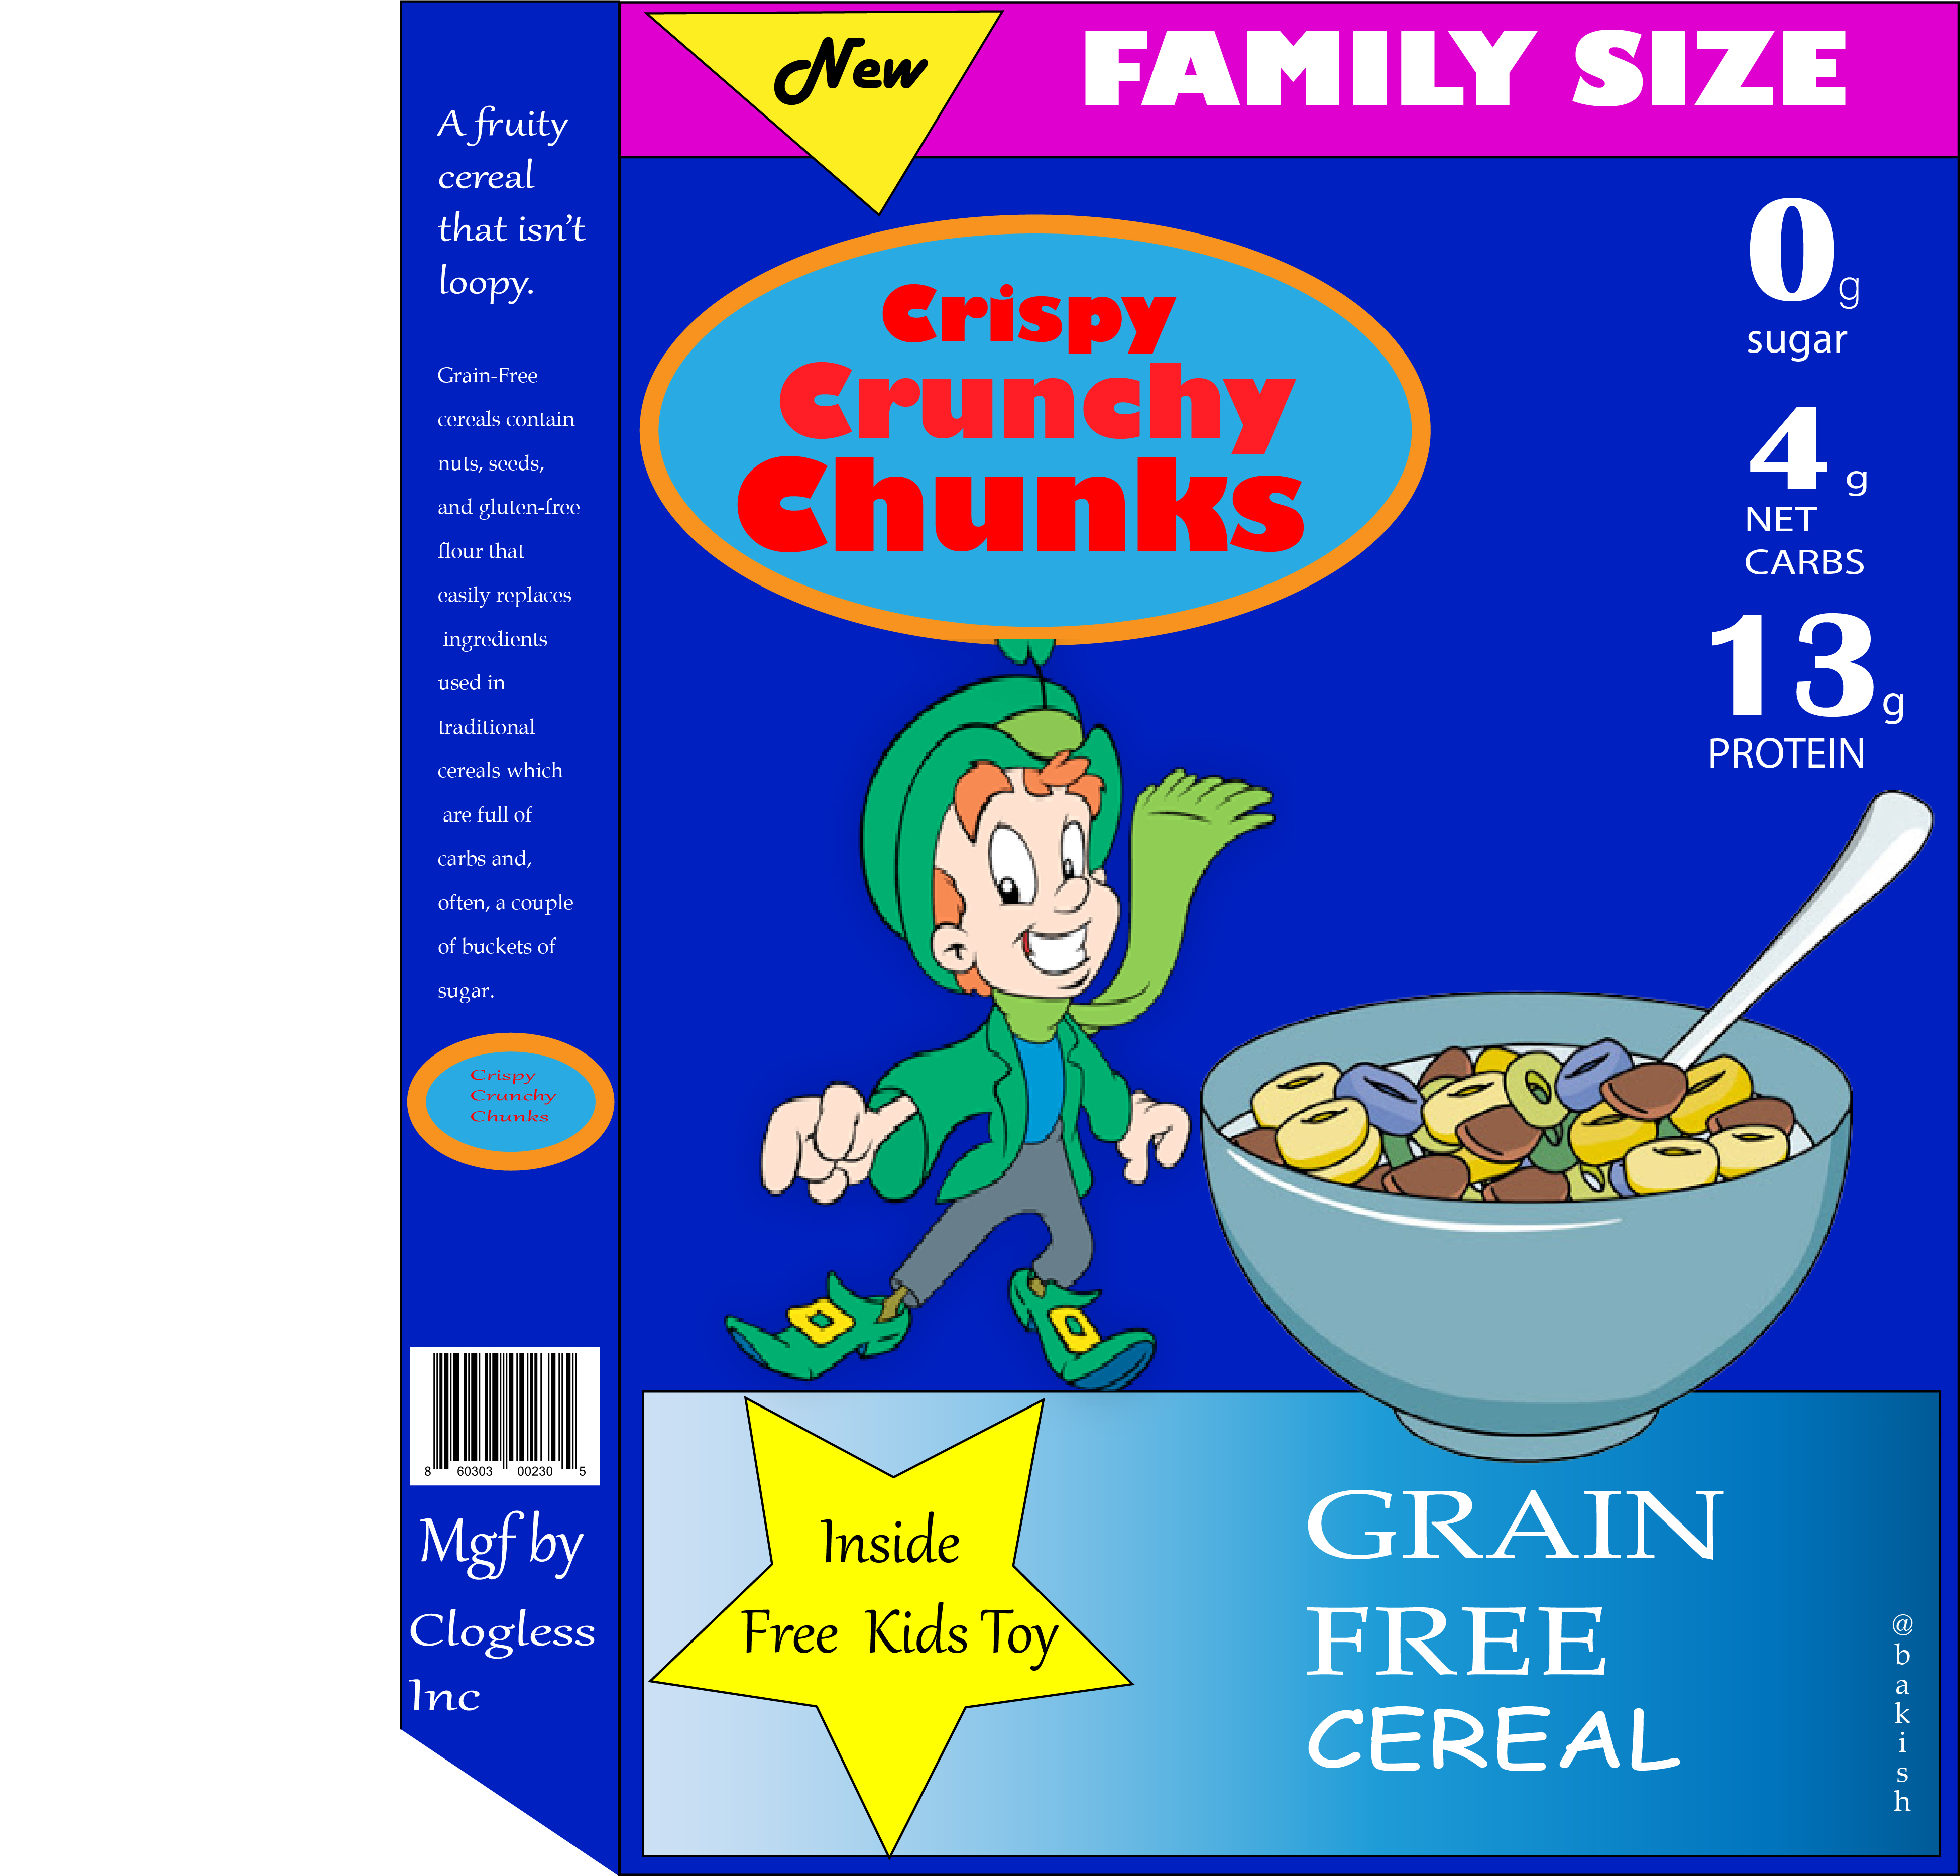 A fruity
cereal
that isn't
loopy.
Grain-Free
cereals contain
nuts, seeds,
and gluten-free
flour that
easily replaces
ingredients
used in
traditional
cereals which
are full of
carbs and,
often, a couple
of buckets of
sugar.
Crispy
Crunchy
Chunks
8 60303 00230 5
Mgf by
Clogless
Inc
New
FAMILY SIZE
Crispy
Crunchy
Chunks
0g
sugar
4 g
NET
CARBS
13g
PROTEIN
Inside
Free Kids Toy
GRAIN
FREE
CEREAL
@bakish